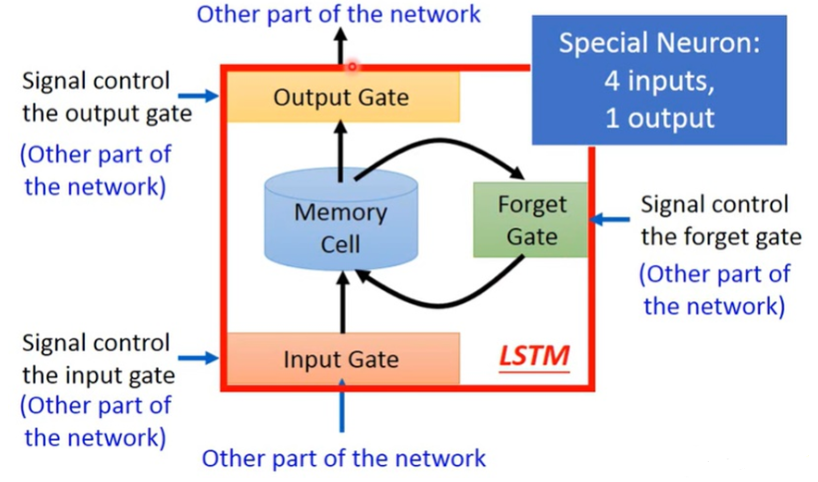 Other part of the network
Special Neuron:
4 inputs,
1 output
Signal control
the output gate
(Other part of
the network)
Output Gate
Memory
Cell
Forget
Gate
Signal control
the forget gate
(Other part of
the network)
Signal control
the input gate
(Other part of
the network)
Input Gate
LSTM
Other part of the network